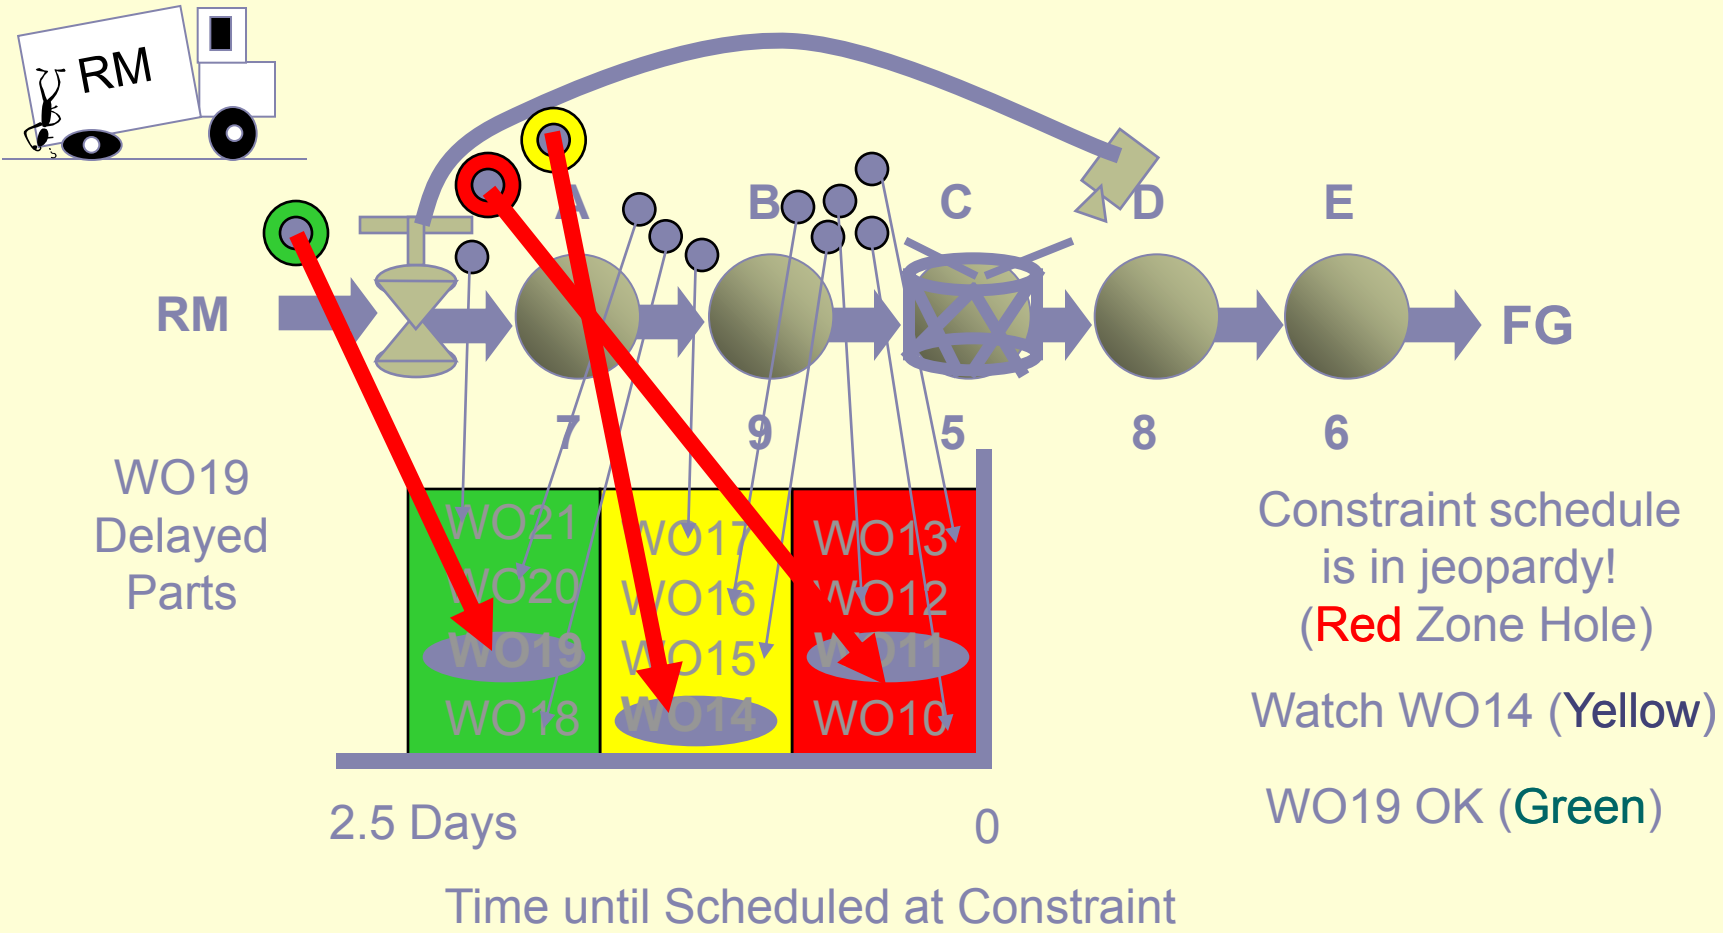 RM
A B C D E
RM FG
7 9 5 8 6
WO19
Delayed
Parts
WO21
WO20
WO19
WO18
WO17
WO16
WO15
WO14
WO13
WO12
WO11
WO10
Constraint schedule
is in jeopardy!
(Red Zone Hole)
Watch WO14 (Yellow)
WO19 OK (Green)
2.5 Days 0
Time until Scheduled at Constraint